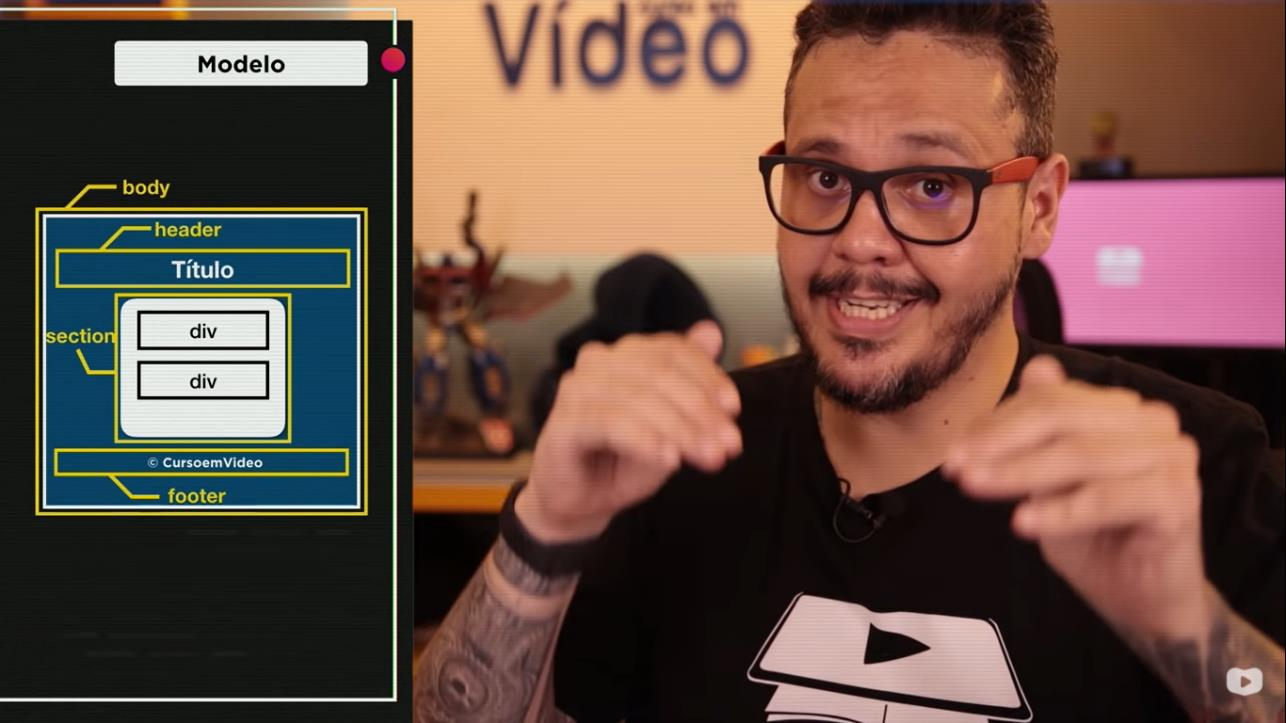 Modelo
body
header
Título
section
div
div
© CursoemVideo
footer
Vídeo